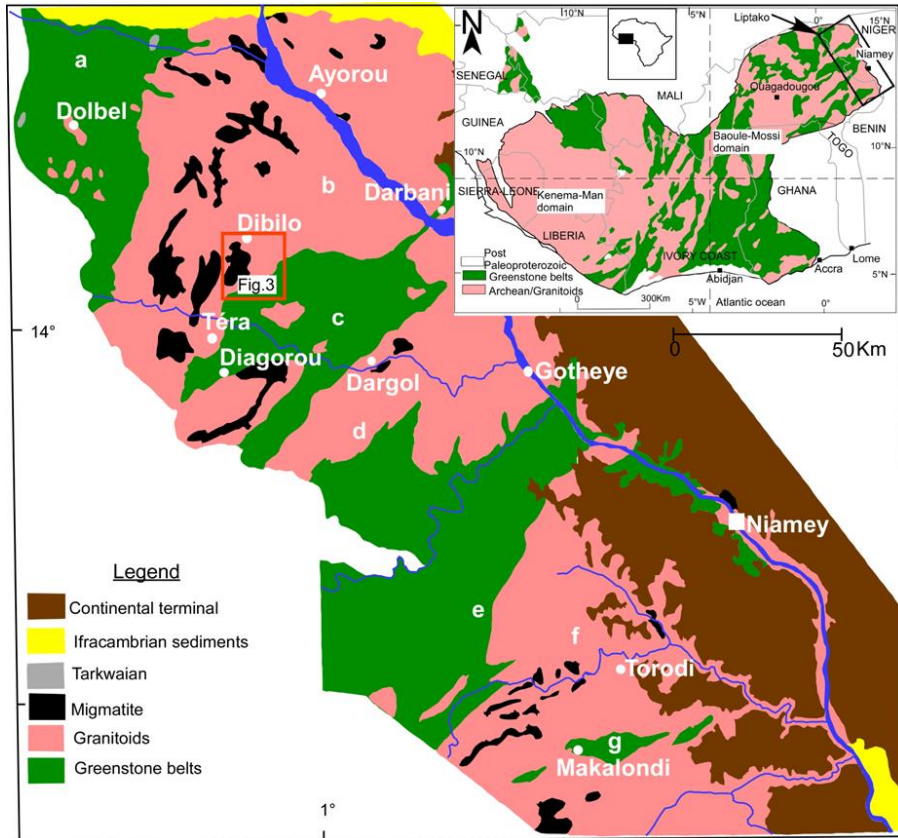 a
Dolbel
Ayorou
b
Darbani
Dibilo
Fig.3
14°
Téra
c
Diagorou
Dargol
Gotheye
d
Niamey
e
f
Torodi
g
Makalondi
1°
0
50Km
Legend
Continental terminal
Ifracambrian sediments
Tarkwaian
Migmatite
Granitoids
Greenstone belts
N
10°N
5°N
Liptako
0°
15°N
NIGER
Niamey
SENEGAL
MALI
Ouagadougou
GUINEA
BENIN
Baoule-Mossi
domain
TOGO
10°N
10°N
SIERRA-LEONE
Kenema-Man
domain
GHANA
LIBERIA
IVORY COAST
Lome
Accra
Abidjan
5°N
Post
Paleoproterozoic
Greenstone belts
Archean/Granitoids
0
300Km
5°W
Atlantic ocean
0°